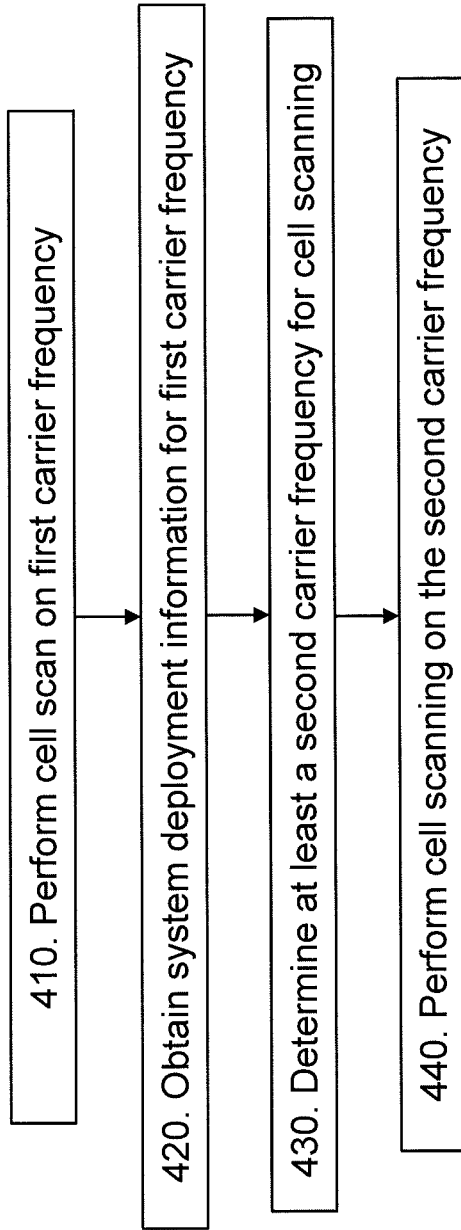 410. Perform cell scan on first carrier frequency
420. Obtain system deployment information for first carrier frequency
430. Determine at least a second carrier frequency for cell scanning
440. Perform cell scanning on the second carrier frequency